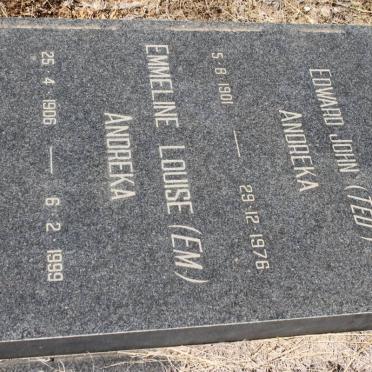 EDWARD JOHN (TED)
ANDREKA
5·8·1901 — 29·12·1976
EMMELINE LOUISE (EM)
ANDREKA
25·4·1906 — 6·2·1999